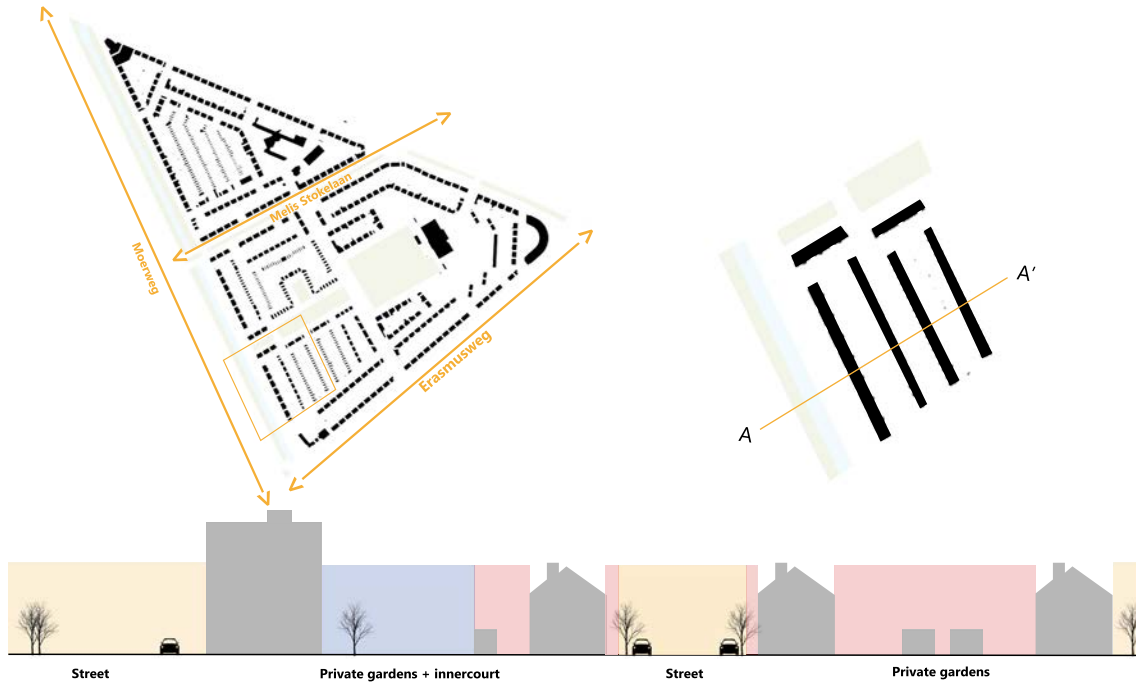 Melis Stokelaan
Moerweg
Erasmusweg
A'
A
Street
Private gardens + innercourt
Street
Private gardens